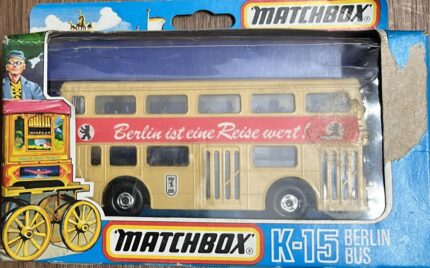 MATCHBOX
Berlin ist eine Reise wert!
MATCHBOX
K-15 BERLIN
BUS